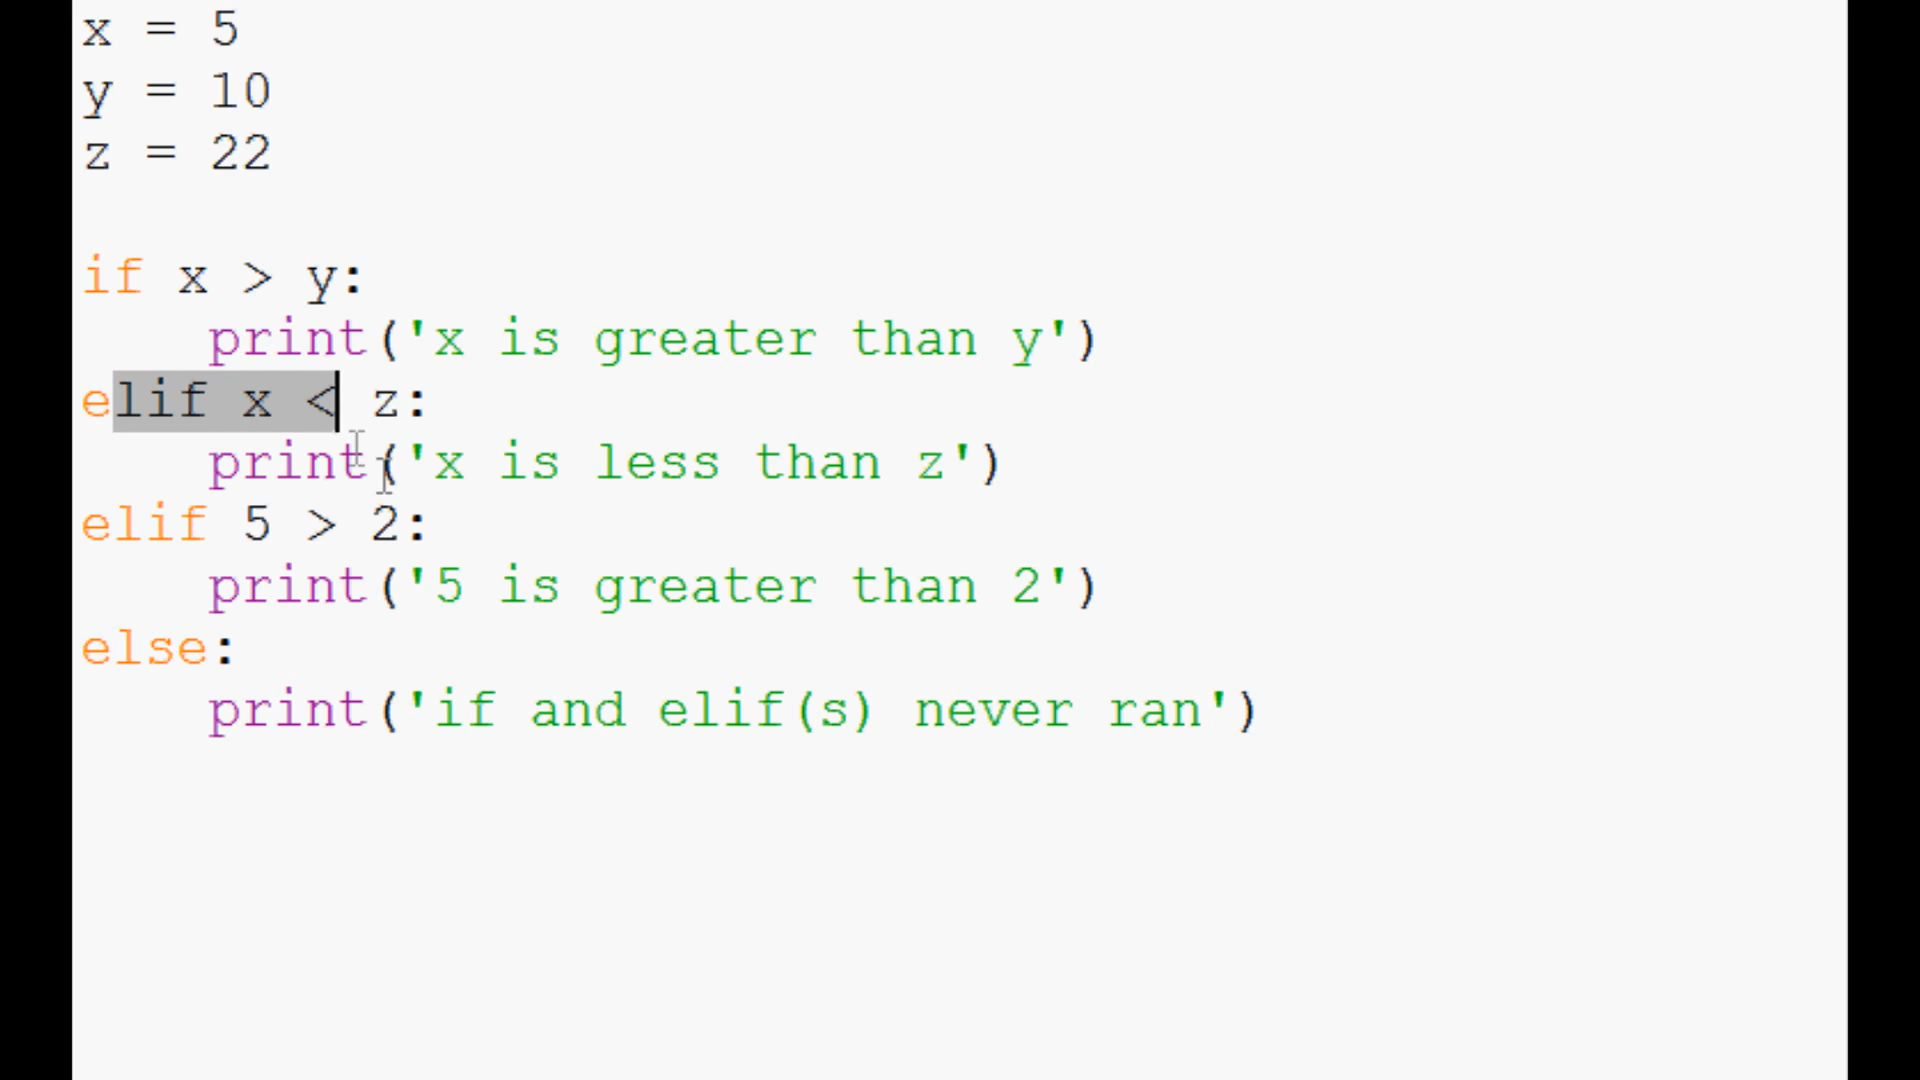 x = 5
y = 10
z = 22

if x > y:
    print('x is greater than y')
elif x < z:
    print('x is less than z')
elif 5 > 2:
    print('5 is greater than 2')
else:
    print('if and elif(s) never ran')